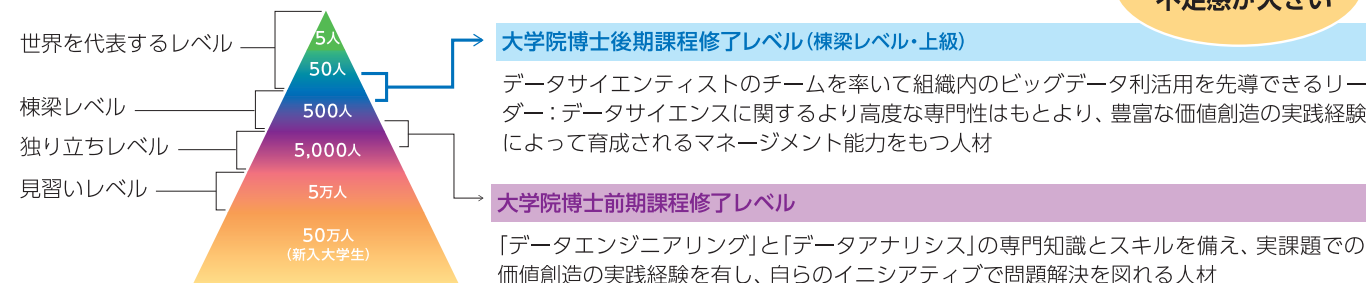 不足感が大きい
世界を代表するレベル
棟梁レベル
独り立ちレベル
見習いレベル
5人
50人
500人
5,000人
5万人
50万人
(新入大学生)
大学院博士後期課程修了レベル(棟梁レベル・上級)
データサイエンティストのチームを率いて組織内のビッグデータ利活用を先導できるリー
ダー：データサイエンスに関するより高度な専門性はもとより、豊富な価値創造の実践経験
によって育成されるマネージメント能力をもつ人材
大学院博士前期課程修了レベル
「データエンジニアリング」と「データアナリシス」の専門知識とスキルを備え、実課題での
価値創造の実践経験を有し、自らのイニシアティブで問題解決を図れる人材